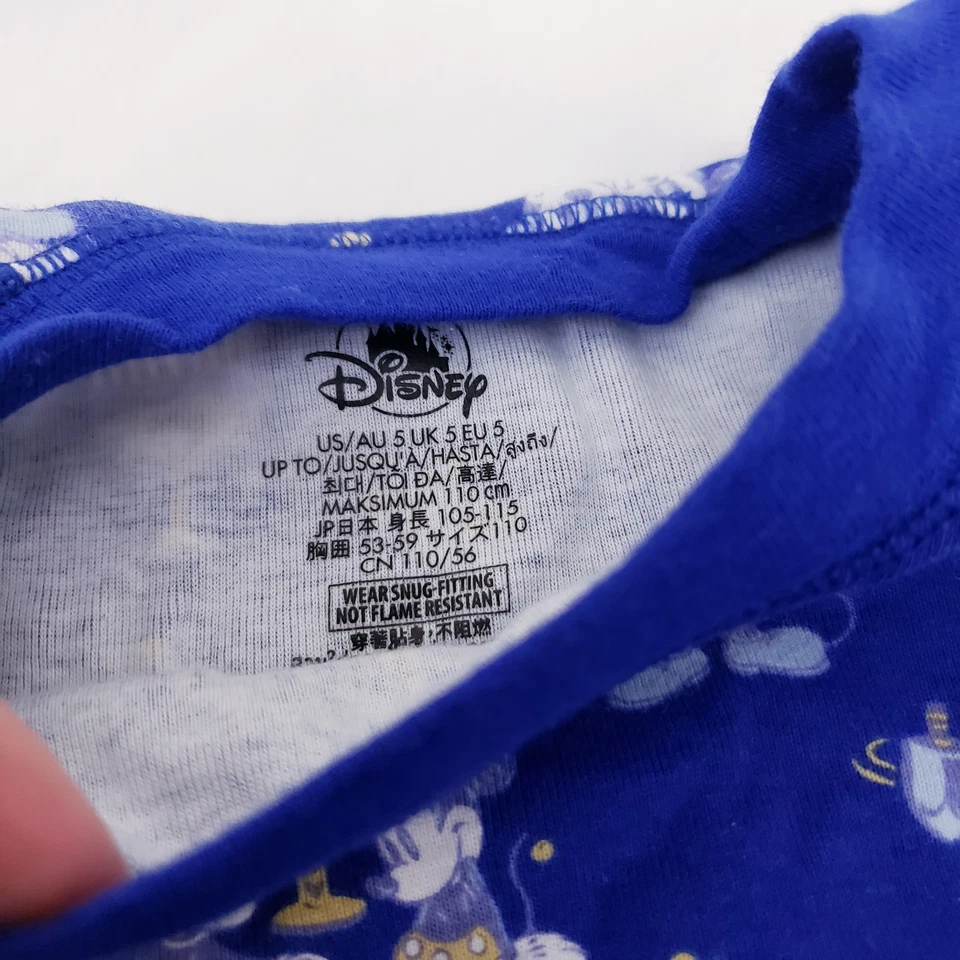 Disney
US/AU 5 UK 5 EU 5
UP TO/JUSQU'A/HASTA/สูงถึง/
최대/TỐI ĐA/高達/
MAKSIMUM 110 cm
JP日本 身長 105-115
胸囲 53-59 サイズ110
CN 110/56
WEAR SNUG-FITTING
NOT FLAME RESISTANT
穿著貼身;不阻燃